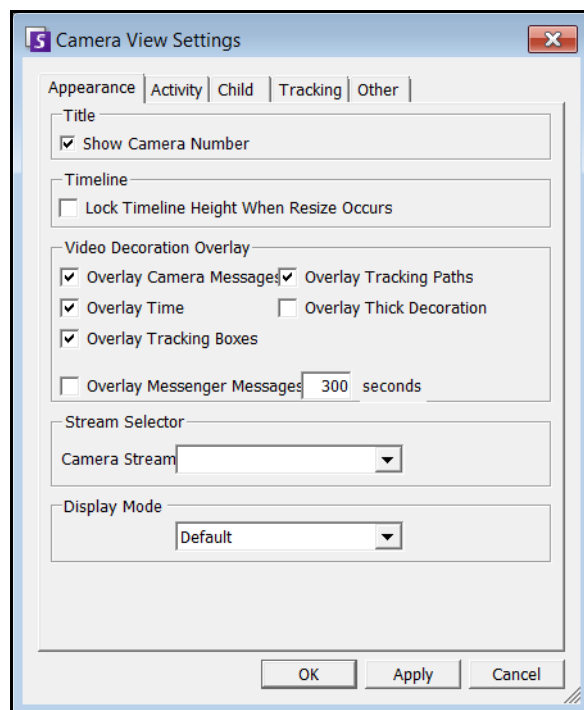 Camera View Settings
Appearance Activity Child Tracking Other
Title
Show Camera Number
Timeline
Lock Timeline Height When Resize Occurs
Video Decoration Overlay
Overlay Camera Messages Overlay Tracking Paths
Overlay Time Overlay Thick Decoration
Overlay Tracking Boxes
Overlay Messenger Messages 300 seconds
Stream Selector
Camera Stream
Display Mode
Default
OK Apply Cancel